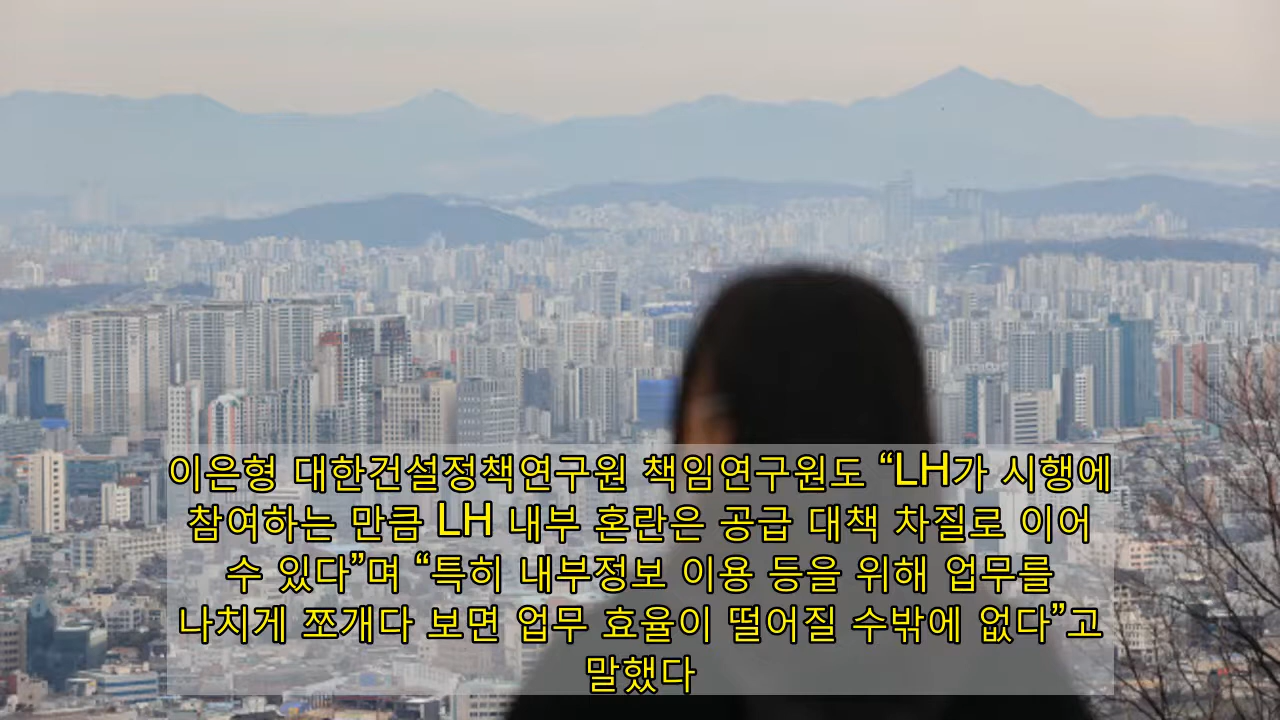 이은형 대한건설정책연구원 책임연구원도 “LH가 시행에
참여하는 만큼 LH 내부 혼란은 공급 대책 차질로 이어
수 있다”며 “특히 내부정보 이용 등을 위해 업무를
나치게 쪼개다 보면 업무 효율이 떨어질 수밖에 없다”고
말했다